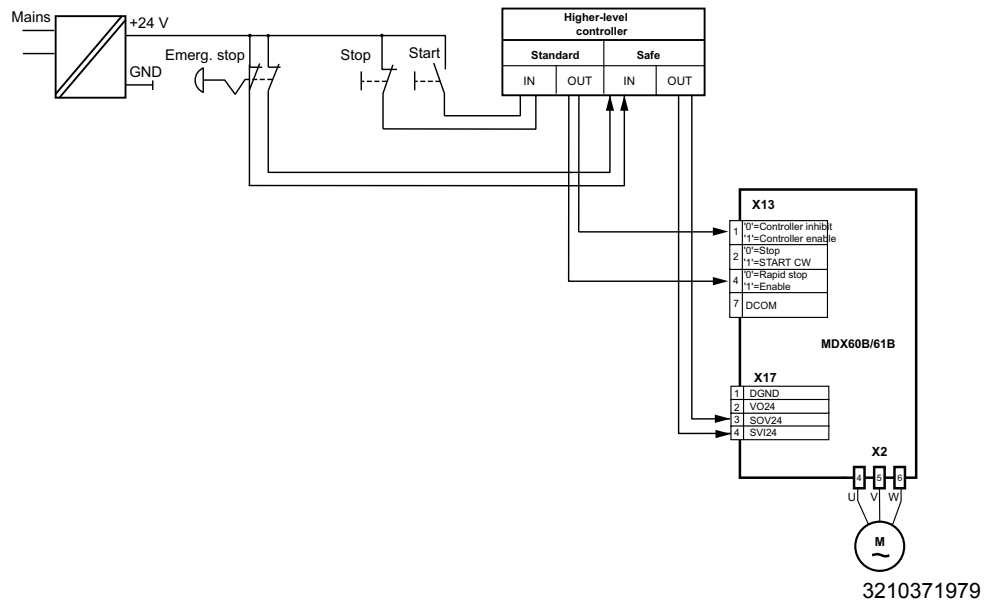 Mains
+24 V
GND
Emerg. stop
Stop
Start
Higher-level
controller
Standard
Safe
IN
OUT
IN
OUT
X13
1
'0'=Controller inhibit
'1'=Controller enable
2
'0'=Stop
'1'=START CW
4
'0'=Rapid stop
'1'=Enable
7
DCOM
MDX60B/61B
X17
1 DGND
2 VO24
3 SOV24
4 SVI24
X2
4 5 6
U V W
M
~
3210371979